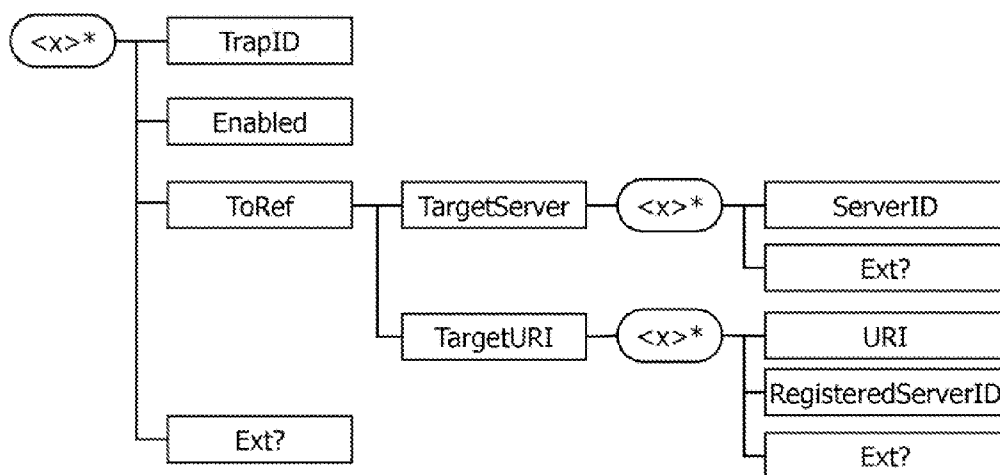 <x>*
TrapID
Enabled
ToRef
TargetServer
<x>*
ServerID
Ext?
TargetURI
<x>*
URI
RegisteredServerID
Ext?
Ext?